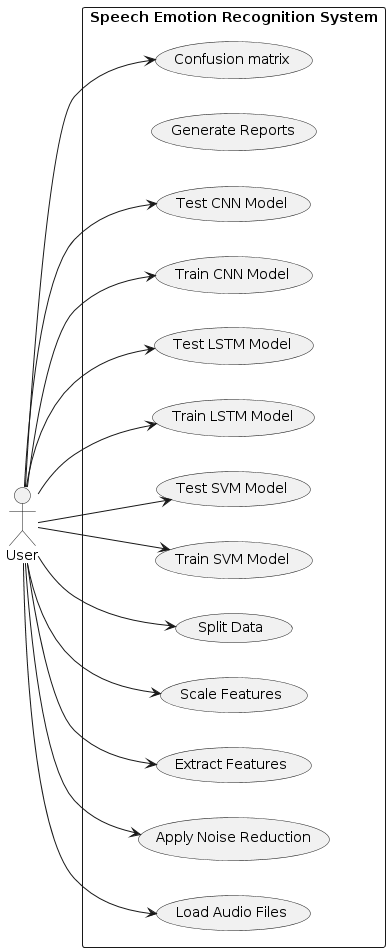 Speech Emotion Recognition System
Confusion matrix
Generate Reports
Test CNN Model
Train CNN Model
Test LSTM Model
Train LSTM Model
Test SVM Model
User
Train SVM Model
Split Data
Scale Features
Extract Features
Apply Noise Reduction
Load Audio Files